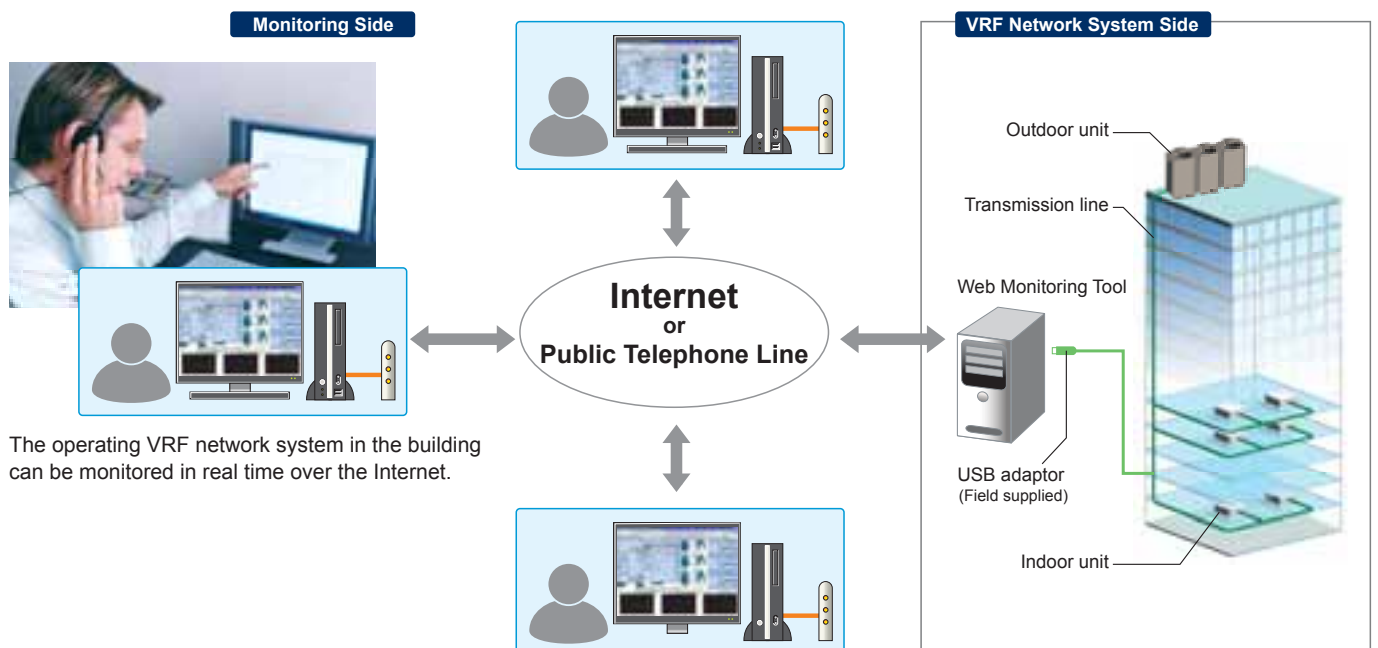 Monitoring Side
The operating VRF network system in the building
can be monitored in real time over the Internet.
Internet
or
Public Telephone Line
VRF Network System Side
Outdoor unit
Transmission line
Web Monitoring Tool
USB adaptor
(Field supplied)
Indoor unit